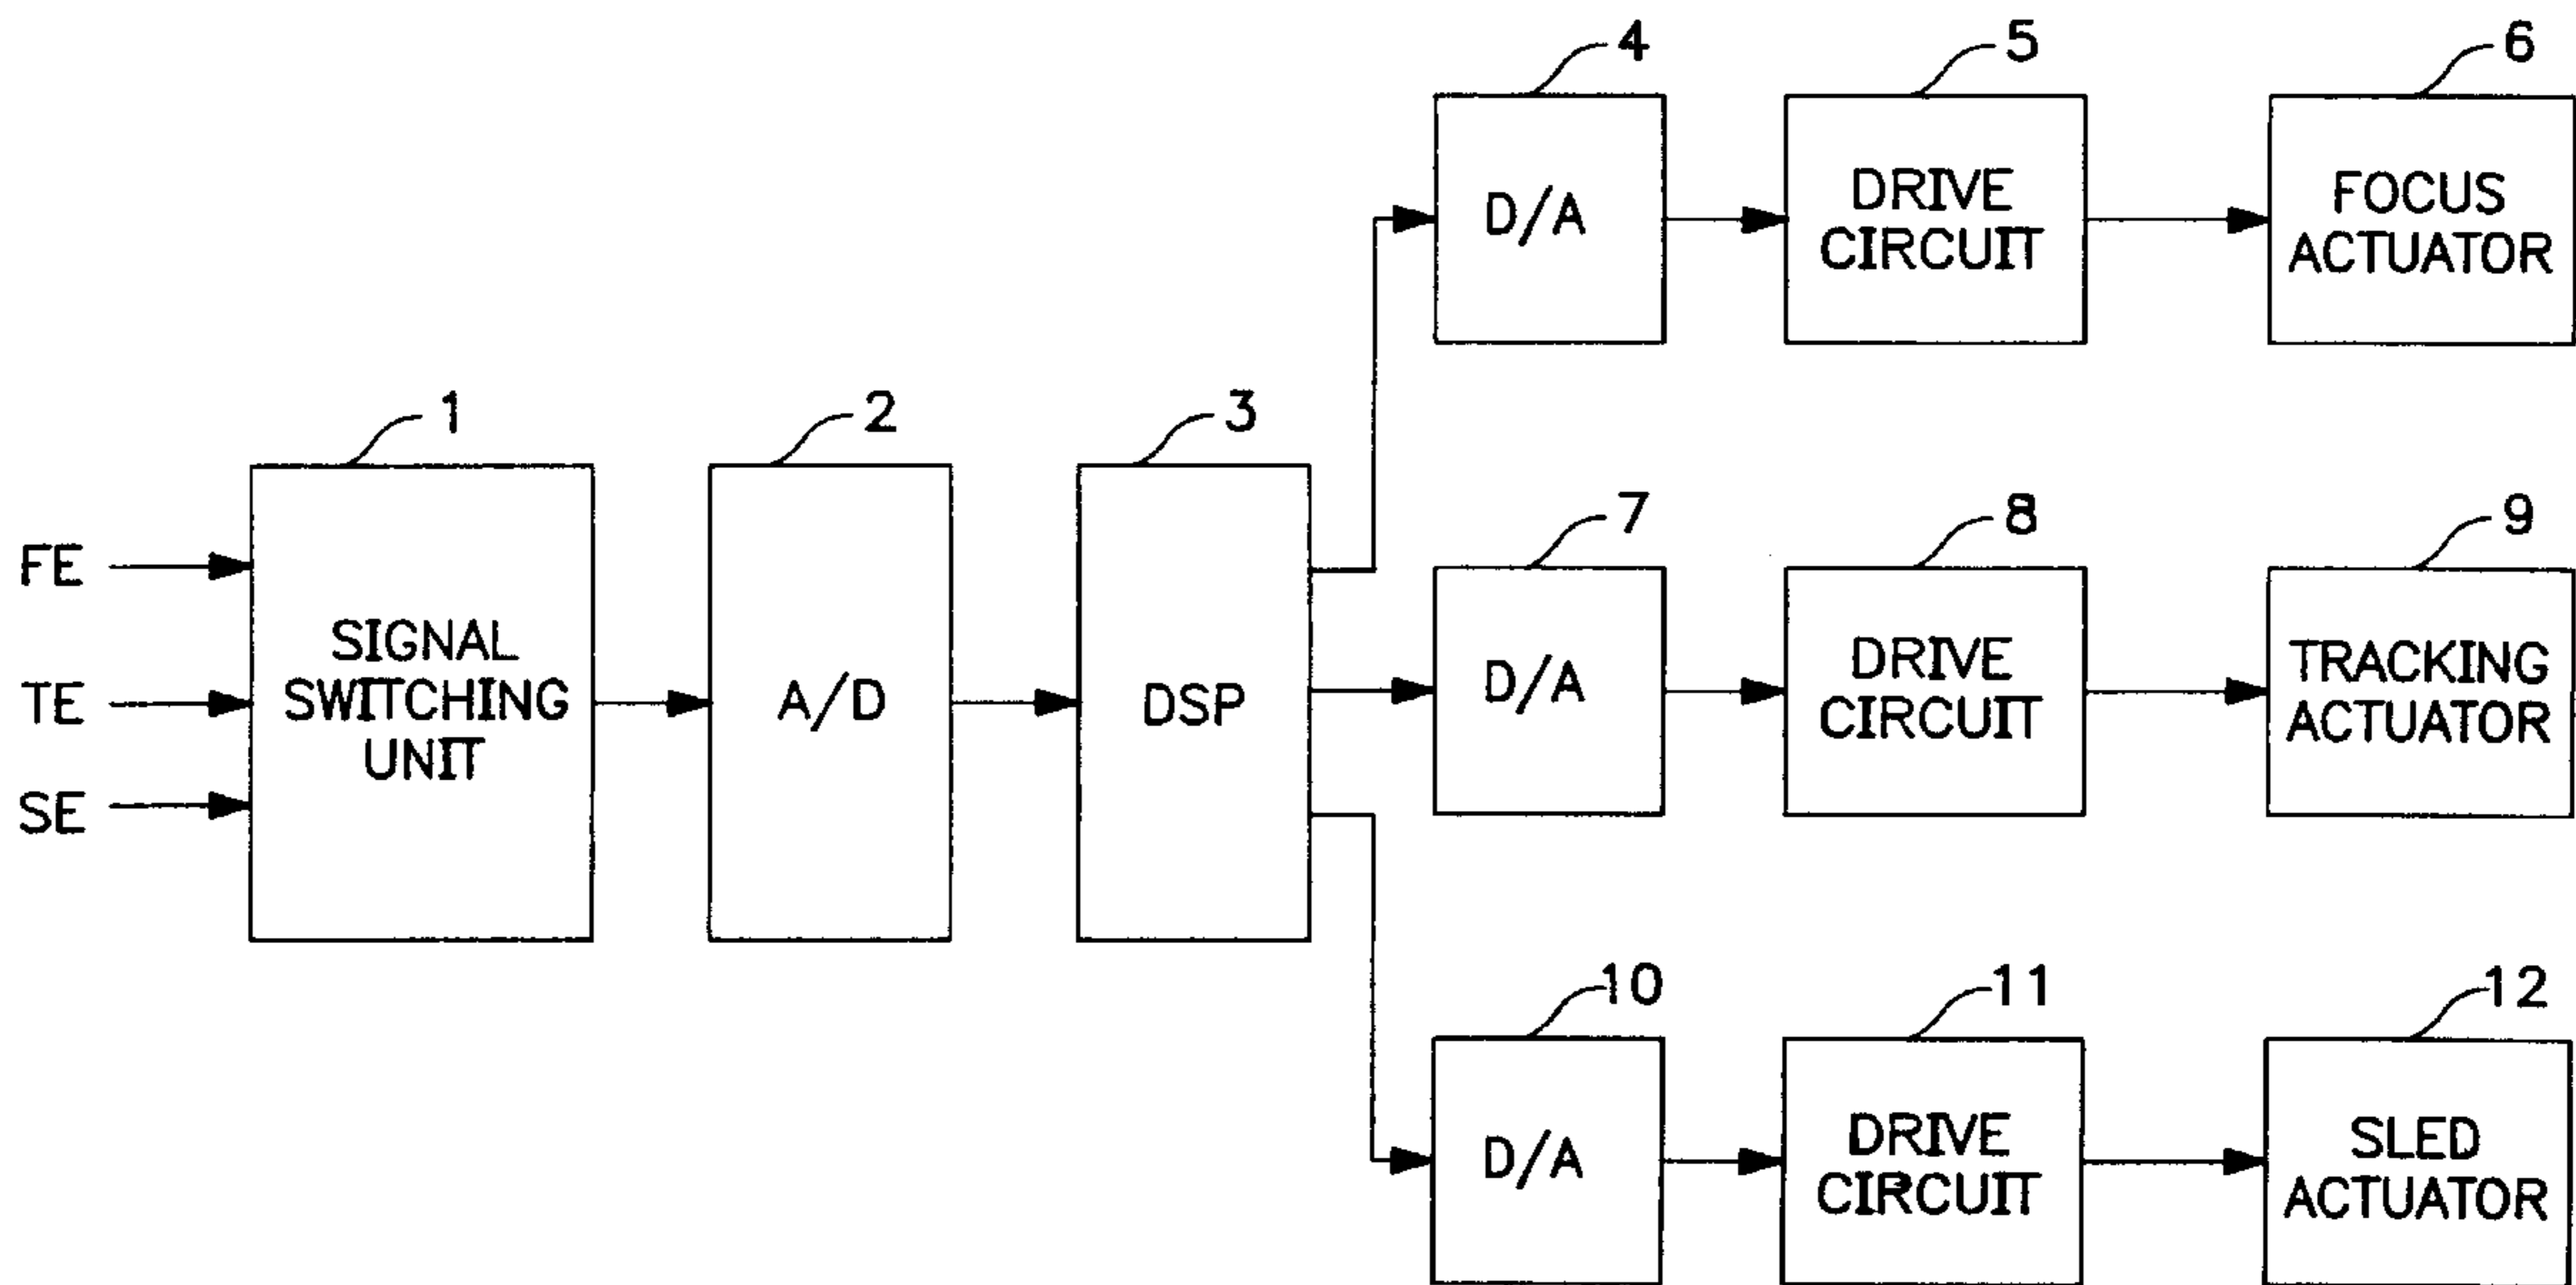 4
5
6
D/A
DRIVE
CIRCUIT
FOCUS
ACTUATOR
1
2
3
FE
TE
SE
SIGNAL
SWITCHING
UNIT
A/D
DSP
7
8
9
D/A
DRIVE
CIRCUIT
TRACKING
ACTUATOR
10
11
12
D/A
DRIVE
CIRCUIT
SLED
ACTUATOR